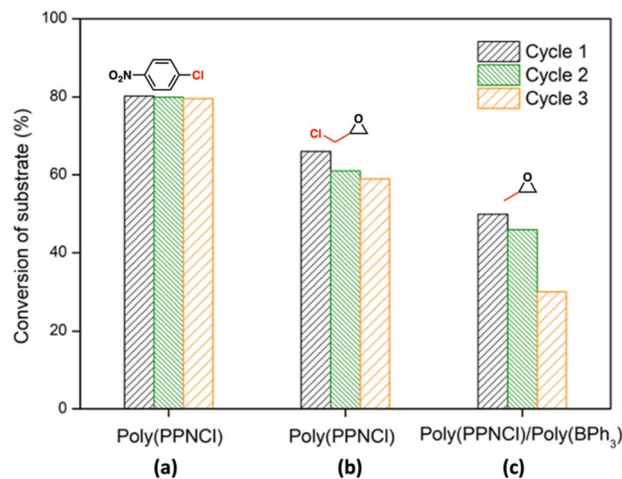 100
80
60
40
20
0
Conversion of substrate (%)
O₂N Cl
Cl O
O
Cycle 1
Cycle 2
Cycle 3
Poly(PPNCl) Poly(PPNCl) Poly(PPNCl)/Poly(BPh₃)
(a) (b) (c)